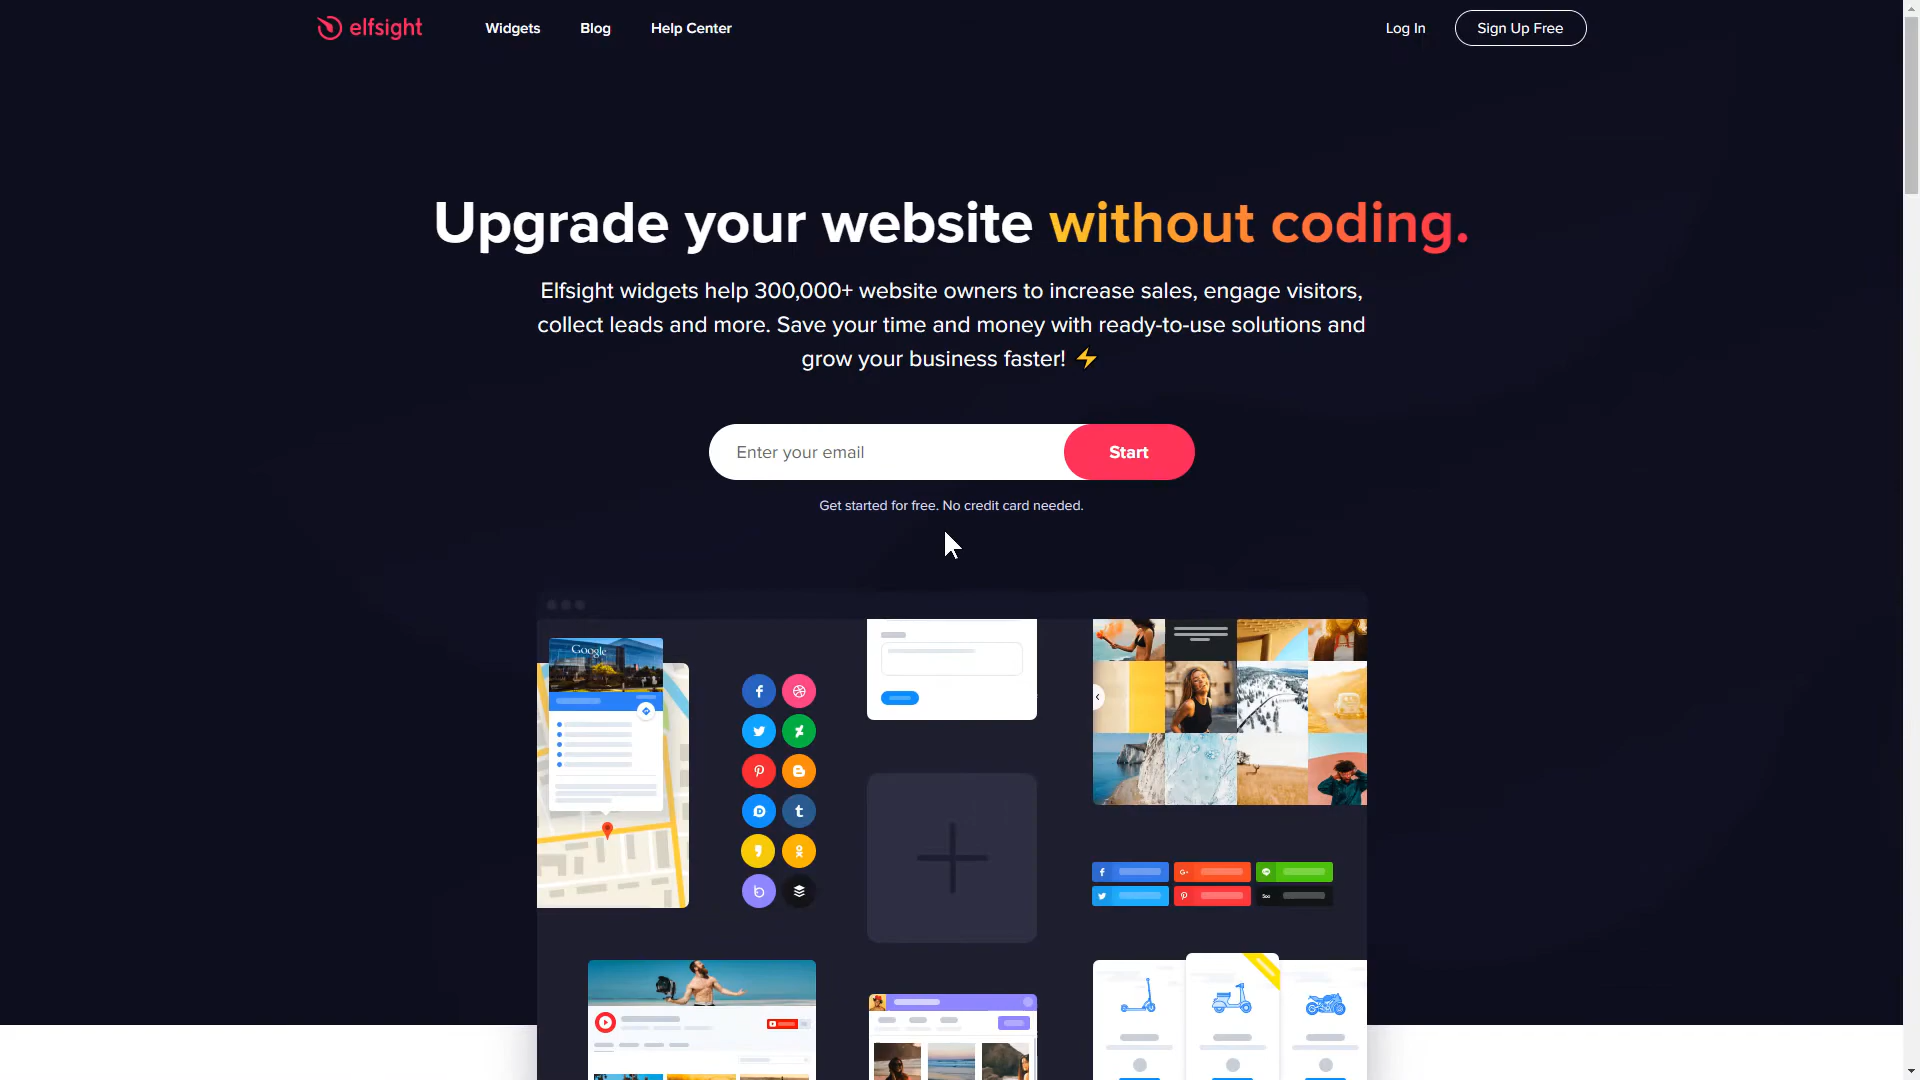 elfsight
Widgets
Blog
Help Center
Log In
Sign Up Free
Upgrade your website without coding.
Elfsight widgets help 300,000+ website owners to increase sales, engage visitors,
collect leads and more. Save your time and money with ready-to-use solutions and
grow your business faster! ⚡
Enter your email
Start
Get started for free. No credit card needed.
Google